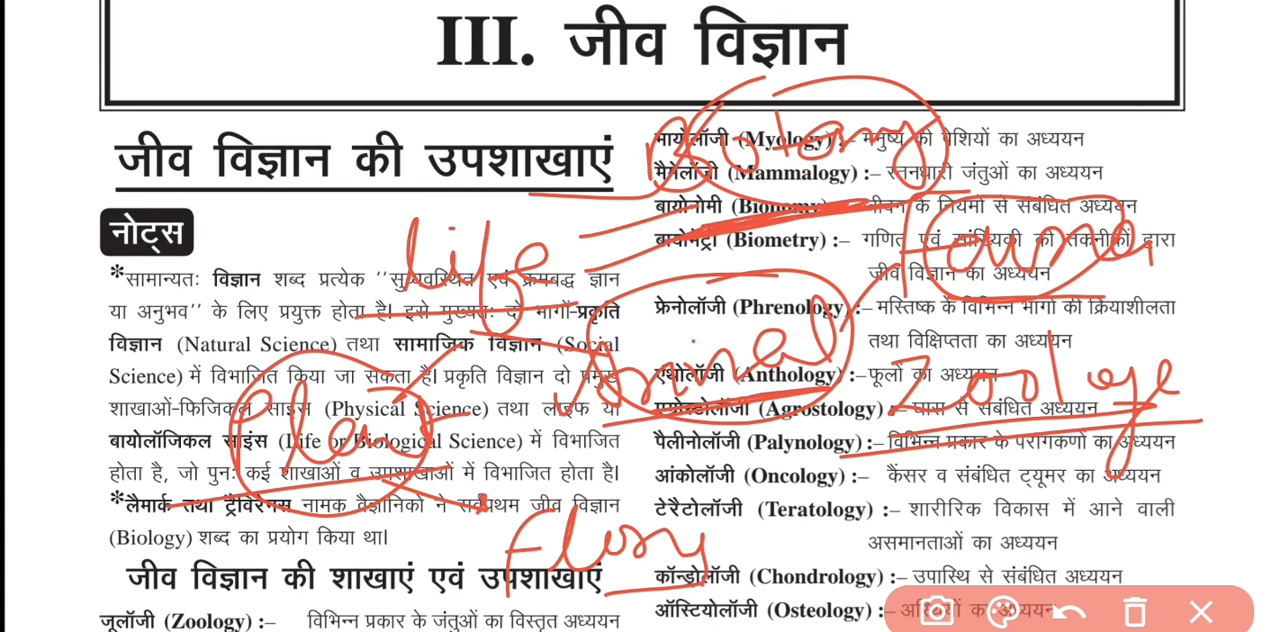 III. जीव विज्ञान
जीव विज्ञान की उपशाखाएं
नोट्स
*सामान्यतः विज्ञान शब्द प्रत्येक ''सुव्यवस्थित एवं क्रमबद्ध ज्ञान
या अनुभव'' के लिए प्रयुक्त होता है। इसे मुख्यतः दो भागों-प्रकृति
विज्ञान (Natural Science) तथा सामाजिक विज्ञान (Social
Science) में विभाजित किया जा सकता है। प्रकृति विज्ञान दो प्रमुख
शाखाओं-फिजिकल साइंस (Physical Science) तथा लाइफ या
बायोलॉजिकल साइंस (Life or Biological Science) में विभाजित
होता है, जो पुनः कई शाखाओं व उपशाखाओं में विभाजित होता है।
*लैमार्क तथा ट्रैविरेनस नामक वैज्ञानिकों ने सर्वप्रथम जीव विज्ञान
(Biology) शब्द का प्रयोग किया था।
जीव विज्ञान की शाखाएं एवं उपशाखाएं
जूलॉजी (Zoology) :– विभिन्न प्रकार के जंतुओं का विस्तृत अध्ययन
मायोलॉजी (Myology) :– मनुष्य की पेशियों का अध्ययन
मैमेलॉजी (Mammalogy) :– स्तनधारी जंतुओं का अध्ययन
बायोनोमी (Bionomy) :– जीवन के नियमों से संबंधित अध्ययन
बायोमेट्री (Biometry) :– गणित एवं सांख्यिकी की तकनीकों द्वारा
जीव विज्ञान का अध्ययन
फ्रेनोलॉजी (Phrenology) :– मस्तिष्क के विभिन्न भागों की क्रियाशीलता
तथा विक्षिप्तता का अध्ययन
एंथोलॉजी (Anthology) :– फूलों का अध्ययन
एग्रोस्टोलॉजी (Agrostology) :– घास से संबंधित अध्ययन
पैलीनोलॉजी (Palynology) :– विभिन्न प्रकार के परागकणों का अध्ययन
आंकोलॉजी (Oncology) :– कैंसर व संबंधित ट्यूमर का अध्ययन
टेरैटोलॉजी (Teratology) :– शारीरिक विकास में आने वाली
असमानताओं का अध्ययन
कॉन्ड्रोलॉजी (Chondrology) :– उपास्थि से संबंधित अध्ययन
ऑस्टियोलॉजी (Osteology) :– अस्थियों का अध्ययन
Botany
life
Animal
Zoology